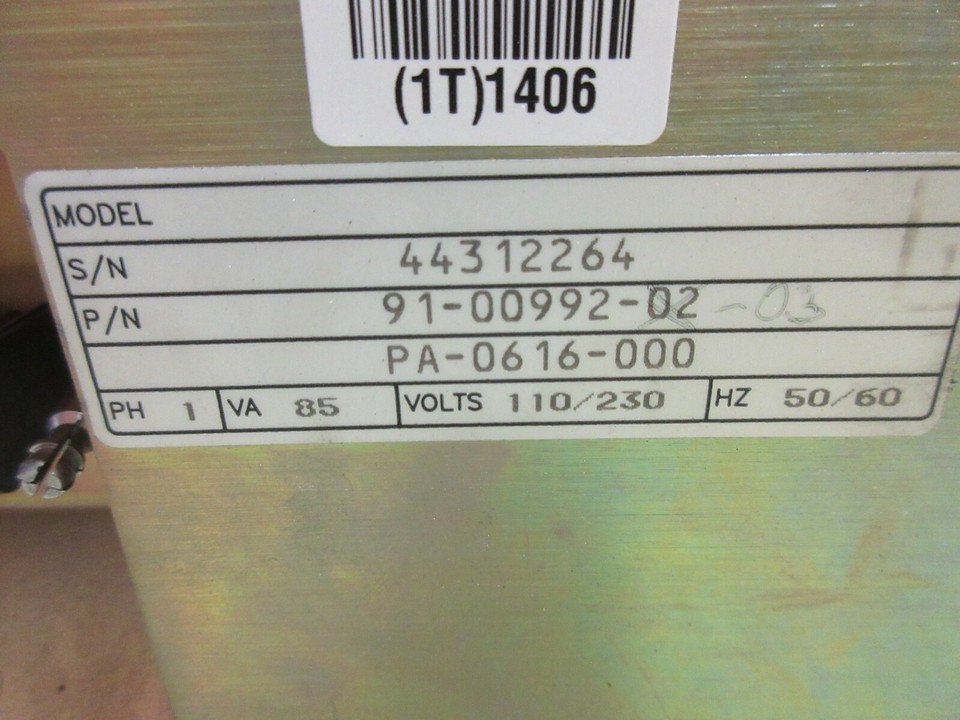 (1T)1406
MODEL
S/N 44312264
P/N 91-00992-02 -03
PA-0616-000
PH 1 VA 85 VOLTS 110/230 HZ 50/60